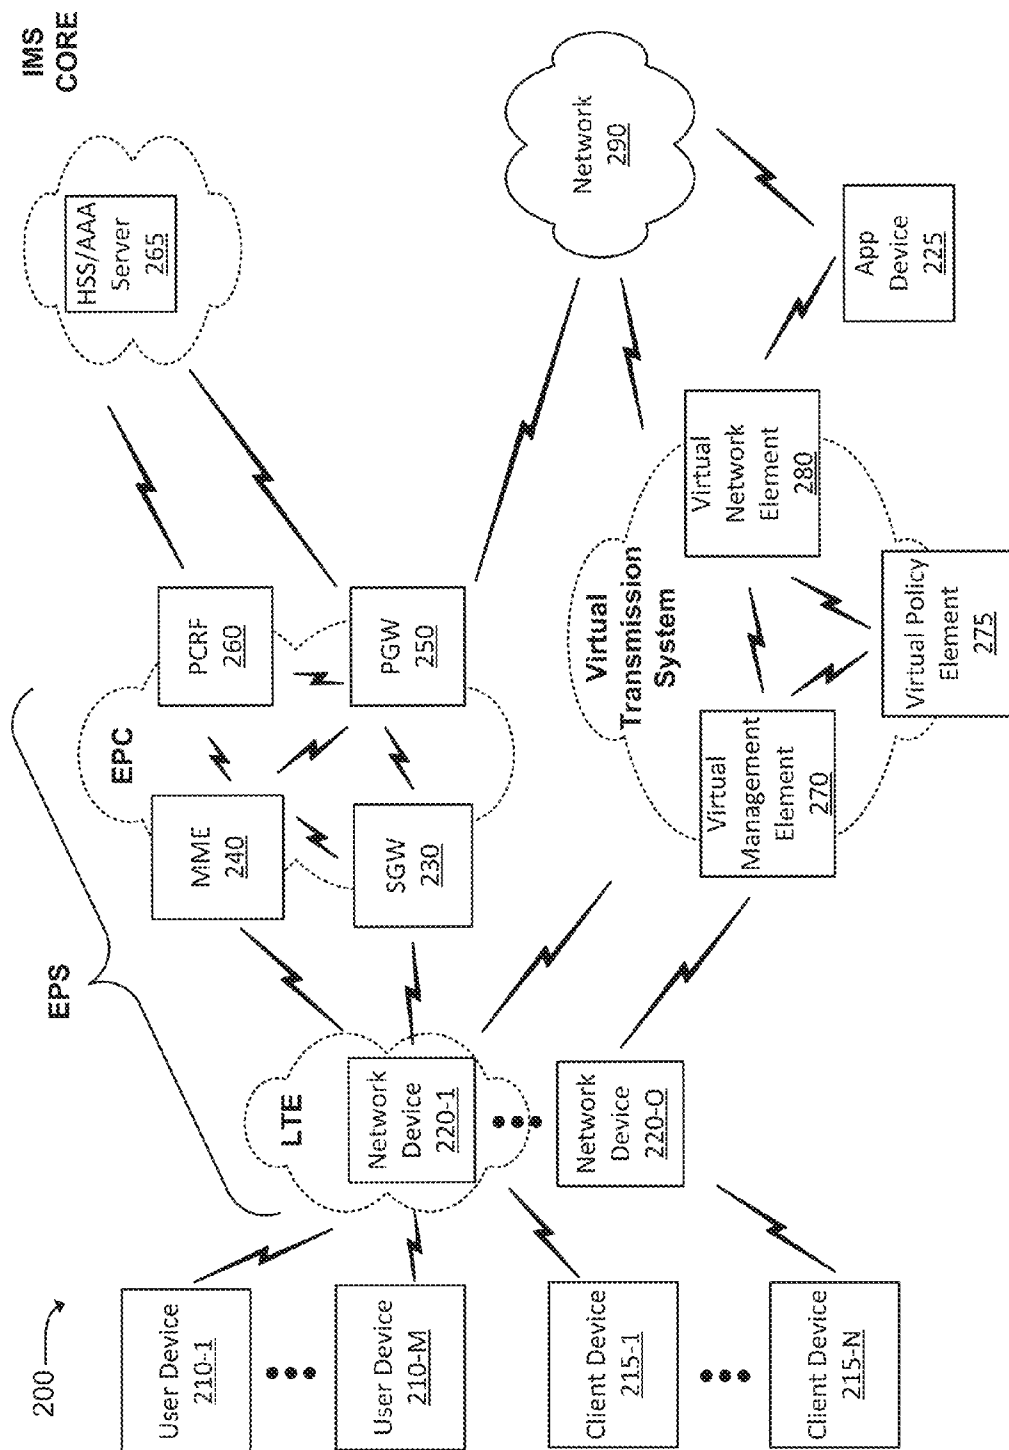 200
EPS
IMS
CORE
User Device
210-1
User Device
210-M
Client Device
215-1
Client Device
215-N
LTE
Network
Device
220-1
Network
Device
220-O
EPC
MME
240
SGW
230
PCRF
260
PGW
250
HSS/AAA
Server
265
Virtual
Transmission
System
Virtual
Management
Element
270
Virtual
Network
Element
280
Virtual Policy
Element
275
Network
290
App
Device
225